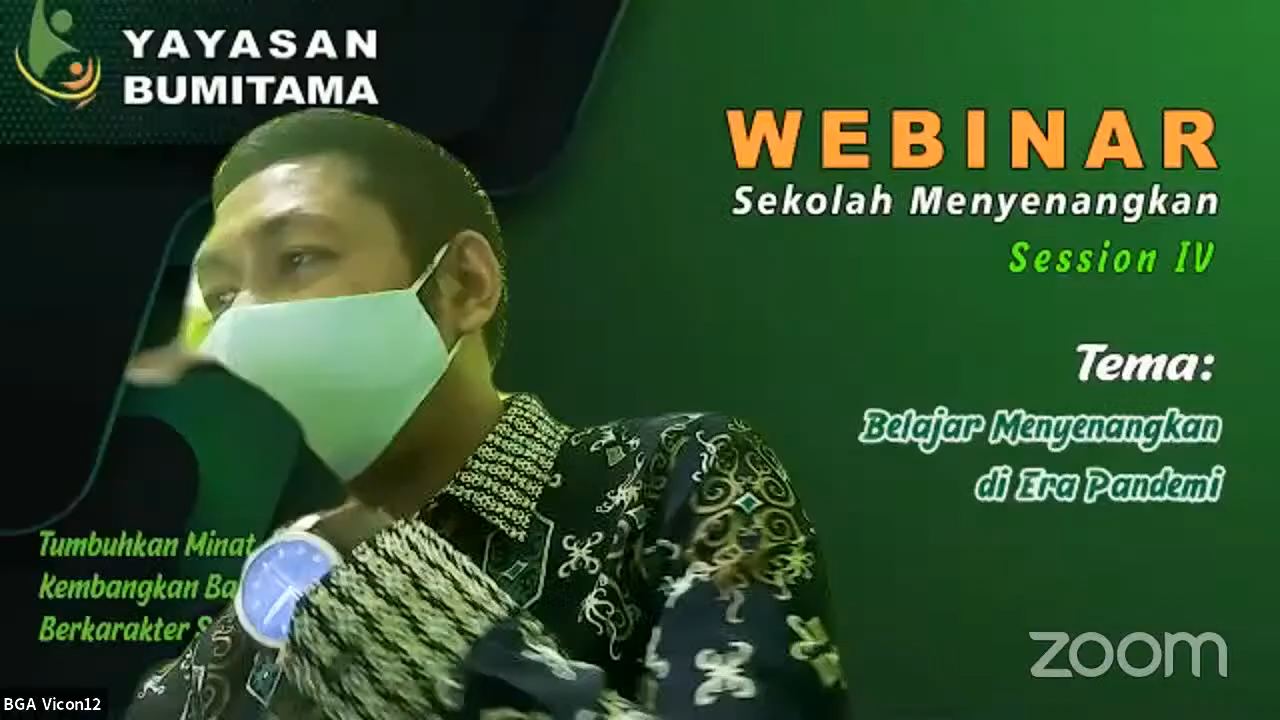 YAYASAN
BUMITAMA
WEBINAR
Sekolah Menyenangkan
Session IV
Tema:
Belajar Menyenangkan
di Era Pandemi
Tumbuhkan Minat
Kembangkan
Berkarakter
zoom
BGA Vicon12